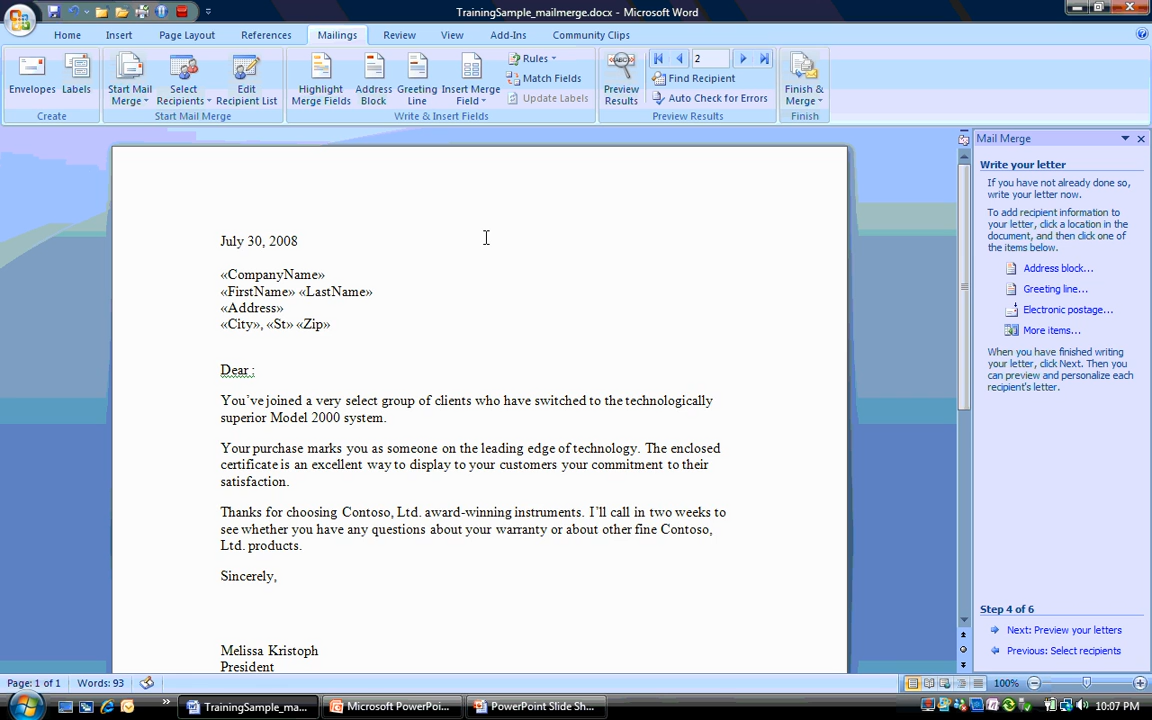 TrainingSample_mailmerge.docx - Microsoft Word
Home Insert Page Layout References Mailings Review View Add-Ins Community Clips
Envelopes Labels
Create
Start Mail Merge
Select Recipients
Edit Recipient List
Start Mail Merge
Highlight Merge Fields
Address Block
Greeting Line
Insert Merge Field
Rules
Match Fields
Update Labels
Write & Insert Fields
ABC
Preview Results
2
Find Recipient
Auto Check for Errors
Preview Results
Finish & Merge
Finish
July 30, 2008
«CompanyName»
«FirstName» «LastName»
«Address»
«City», «St» «Zip»
Dear :
You’ve joined a very select group of clients who have switched to the technologically
superior Model 2000 system.
Your purchase marks you as someone on the leading edge of technology. The enclosed
certificate is an excellent way to display to your customers your commitment to their
satisfaction.
Thanks for choosing Contoso, Ltd. award-winning instruments. I’ll call in two weeks to
see whether you have any questions about your warranty or about other fine Contoso,
Ltd. products.
Sincerely,
Melissa Kristoph
President
Mail Merge
Write your letter
If you have not already done so,
write your letter now.
To add recipient information to
your letter, click a location in the
document, and then click one of
the items below.
Address block...
Greeting line...
Electronic postage...
More items...
When you have finished writing
your letter, click Next. Then you
can preview and personalize each
recipient's letter.
Step 4 of 6
Next: Preview your letters
Previous: Select recipients
Page: 1 of 1 Words: 93
100%
TrainingSample_ma... Microsoft PowerPoi... PowerPoint Slide Sh...
10:07 PM